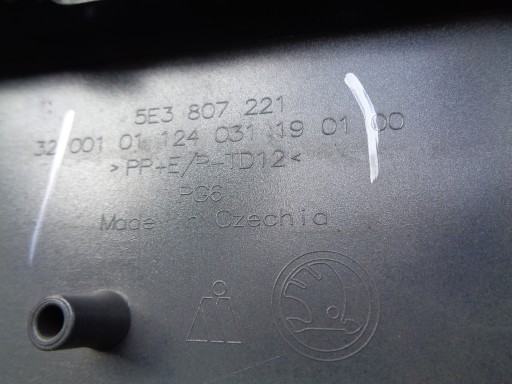 5E3 807 221
32 001 01 124 031 19 01 00
>PP-E/P-TD12<
PG6
Made in Czechia